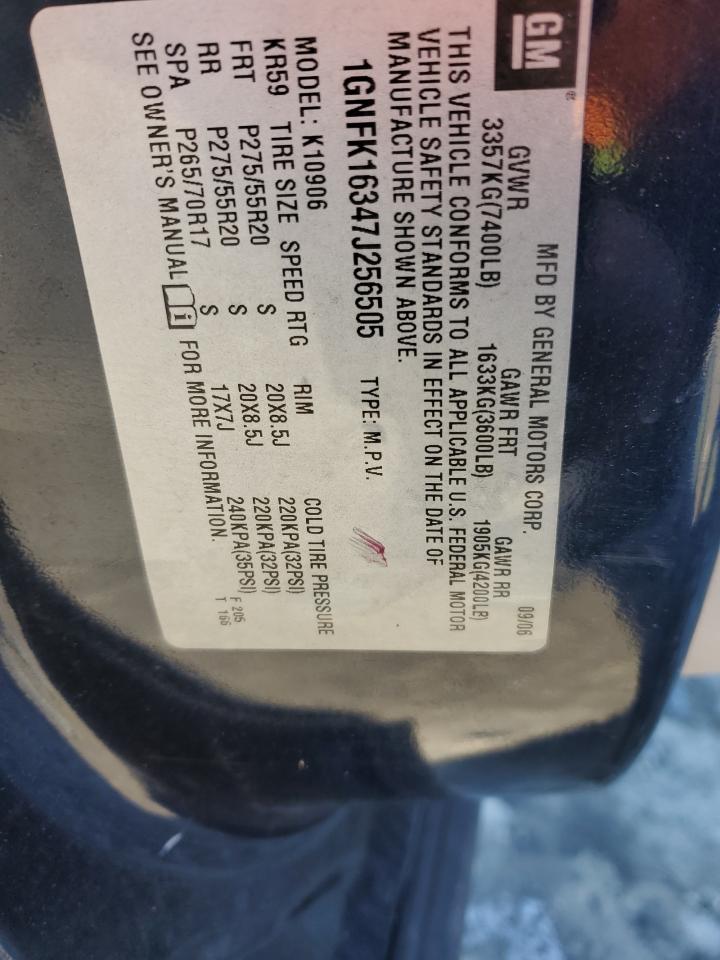 GM®
MFD BY GENERAL MOTORS CORP. 09/06
GVWR GAWR FRT GAWR RR
3357KG(7400LB) 1633KG(3600LB) 1905KG(4200LB)
THIS VEHICLE CONFORMS TO ALL APPLICABLE U.S. FEDERAL MOTOR
VEHICLE SAFETY STANDARDS IN EFFECT ON THE DATE OF
MANUFACTURE SHOWN ABOVE.
1GNFK16347J256505 TYPE: M.P.V.
MODEL: K10906
KR59 TIRE SIZE SPEED RTG RIM COLD TIRE PRESSURE
FRT P275/55R20 S 20X8.5J 220KPA(32PSI)
RR P275/55R20 S 20X8.5J 220KPA(32PSI)
SPA P265/70R17 17X7J 240KPA(35PSI)
SEE OWNER'S MANUAL FOR MORE INFORMATION.
F 205
T 166